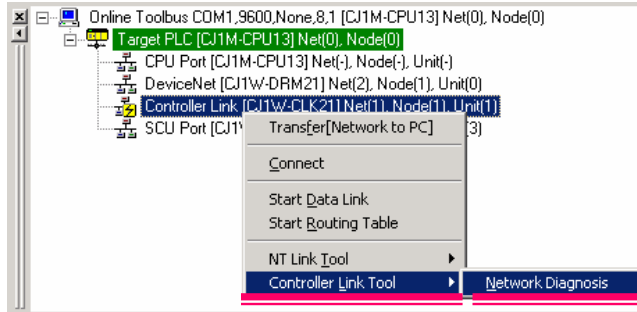 Online Toolbus COM1,9600,None,8,1 [CJ1M-CPU13] Net(0), Node(0)
Target PLC [CJ1M-CPU13] Net(0), Node(0)
CPU Port [CJ1M-CPU13] Net(-), Node(-), Unit(-)
DeviceNet [CJ1W-DRM21] Net(2), Node(1), Unit(0)
Controller Link [CJ1W-CLK21] Net(1), Node(1), Unit(1)
SCU Port [CJ1 3)
Transfer[Network to PC]
Connect
Start Data Link
Start Routing Table
NT Link Tool
Controller Link Tool
Network Diagnosis